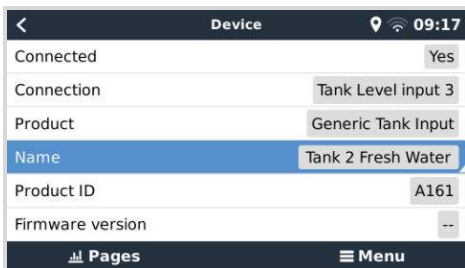 Device 09:17
Connected Yes
Connection Tank Level input 3
Product Generic Tank Input
Name Tank 2 Fresh Water
Product ID A161
Firmware version --
Pages Menu